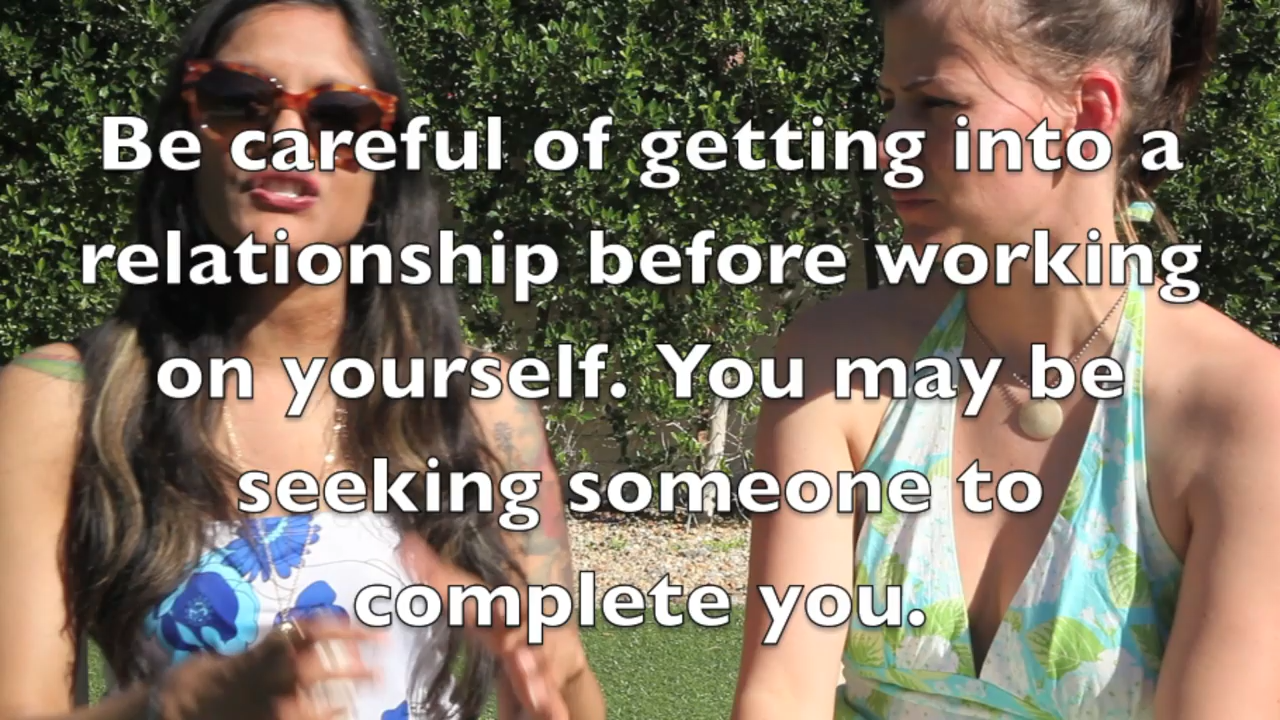 Be careful of getting into a
relationship before working
on yourself. You may be
seeking someone to
complete you.